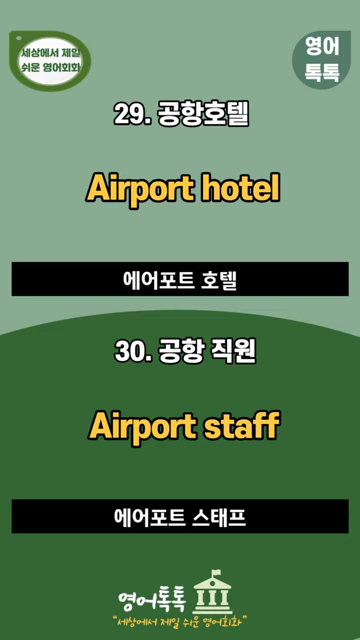 세상에서 제일
쉬운 영어회화
영어
톡톡
29. 공항호텔
Airport hotel
에어포트 호텔
30. 공항 직원
Airport staff
에어포트 스태프
영어톡톡
"세상에서 제일 쉬운 영어회화"